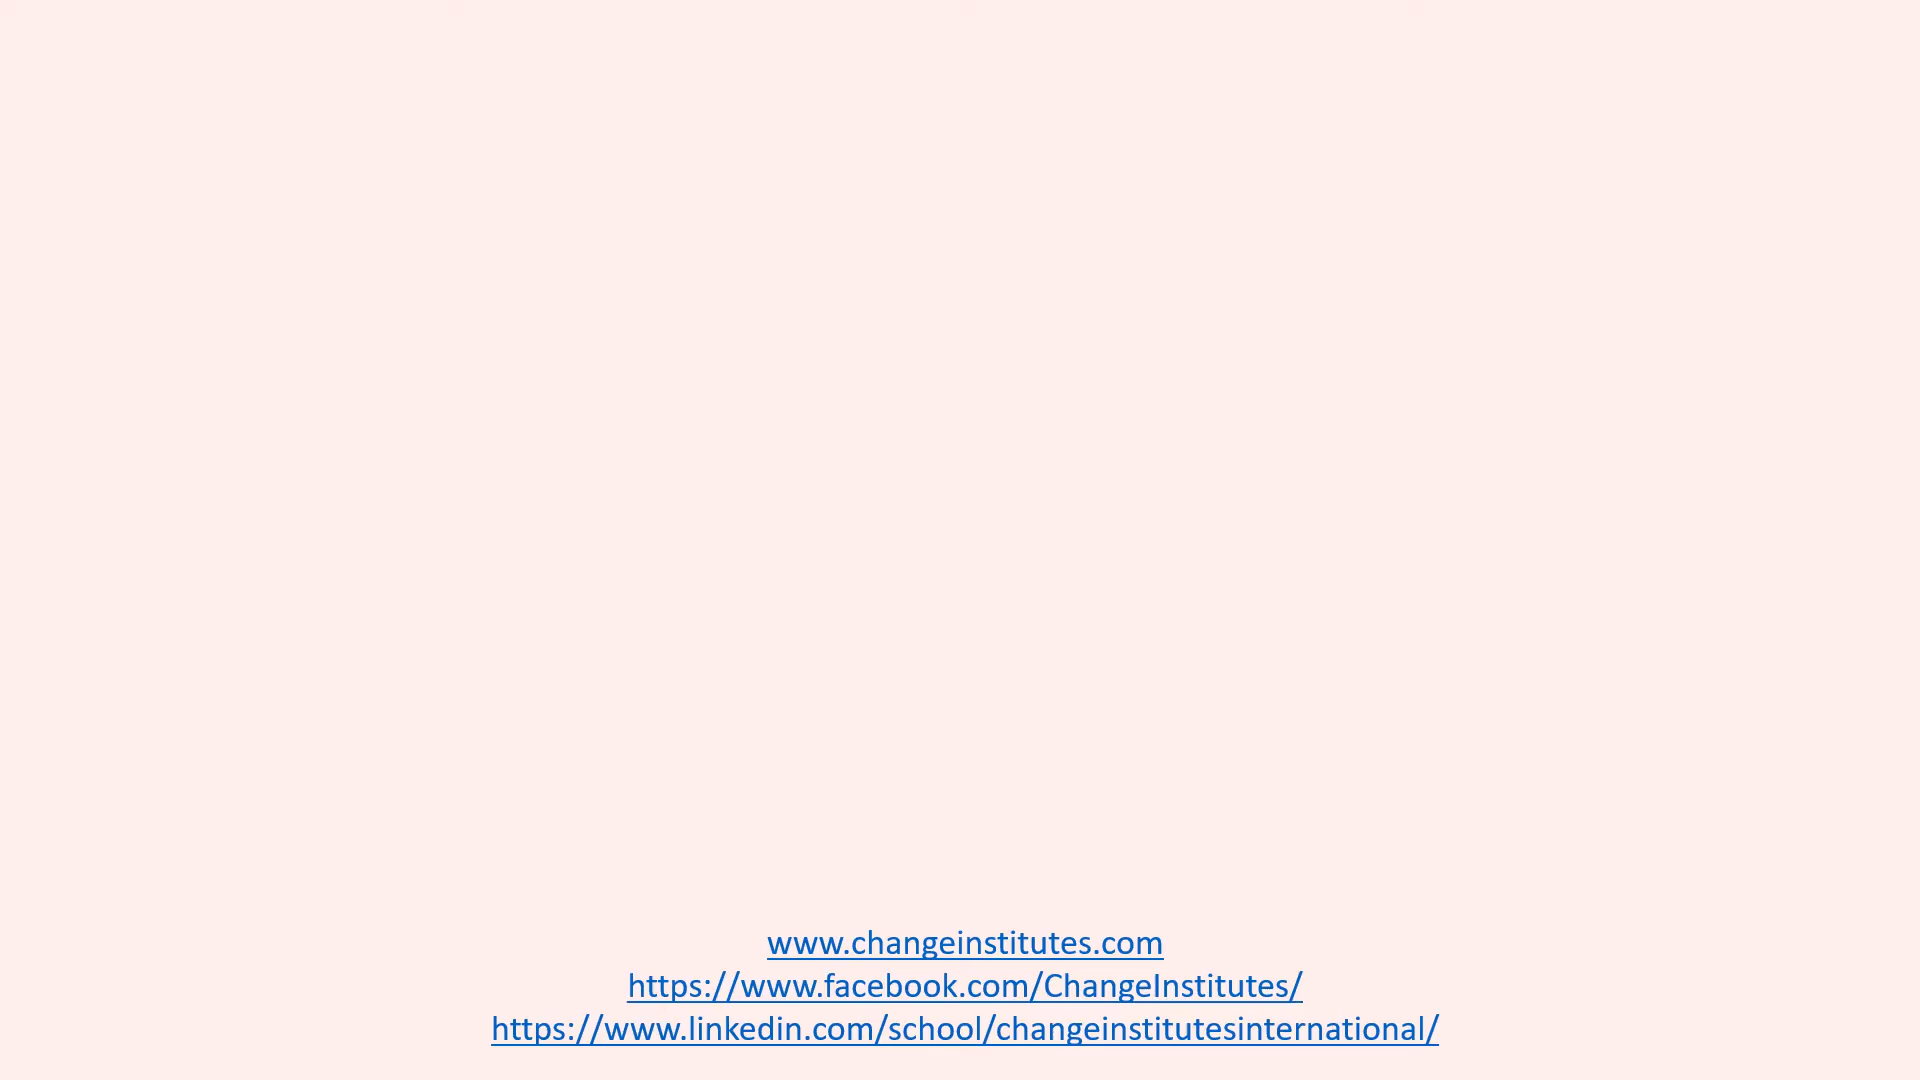 www.changeinstitutes.com
https://www.facebook.com/ChangeInstitutes/
https://www.linkedin.com/school/changeinstitutesinternational/